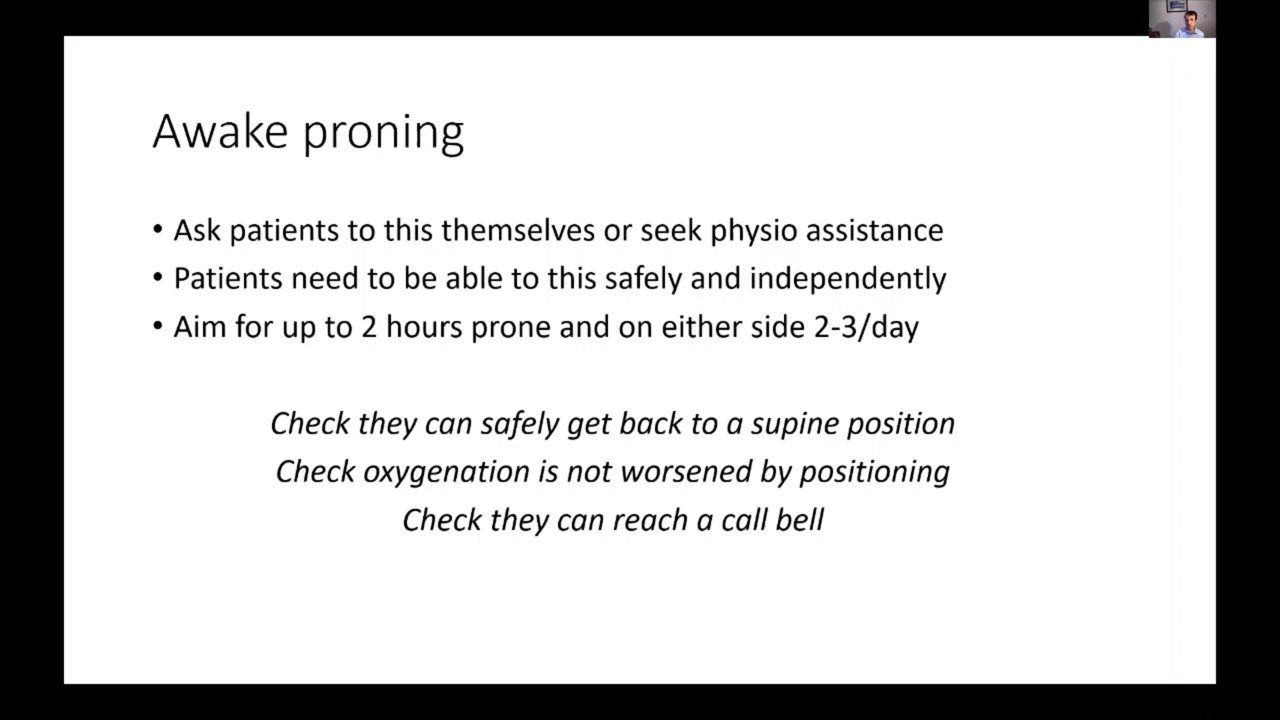 Awake proning
• Ask patients to this themselves or seek physio assistance
• Patients need to be able to this safely and independently
• Aim for up to 2 hours prone and on either side 2-3/day
Check they can safely get back to a supine position
Check oxygenation is not worsened by positioning
Check they can reach a call bell